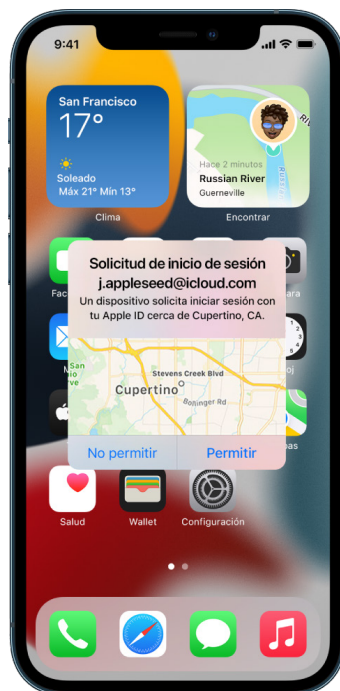 9:41
San Francisco
17°
Soleado
Máx 21° Mín 13°
Clima
Hace 2 minutos
Russian River
Guerneville
Encontrar
Solicitud de inicio de sesión
j.appleseed@icloud.com
Un dispositivo solicita iniciar sesión con
tu Apple ID cerca de Cupertino, CA.
San
Stevens Creek Blvd
Cupertino
Bollinger Rd
No permitir
Permitir
Salud
Wallet
Configuración